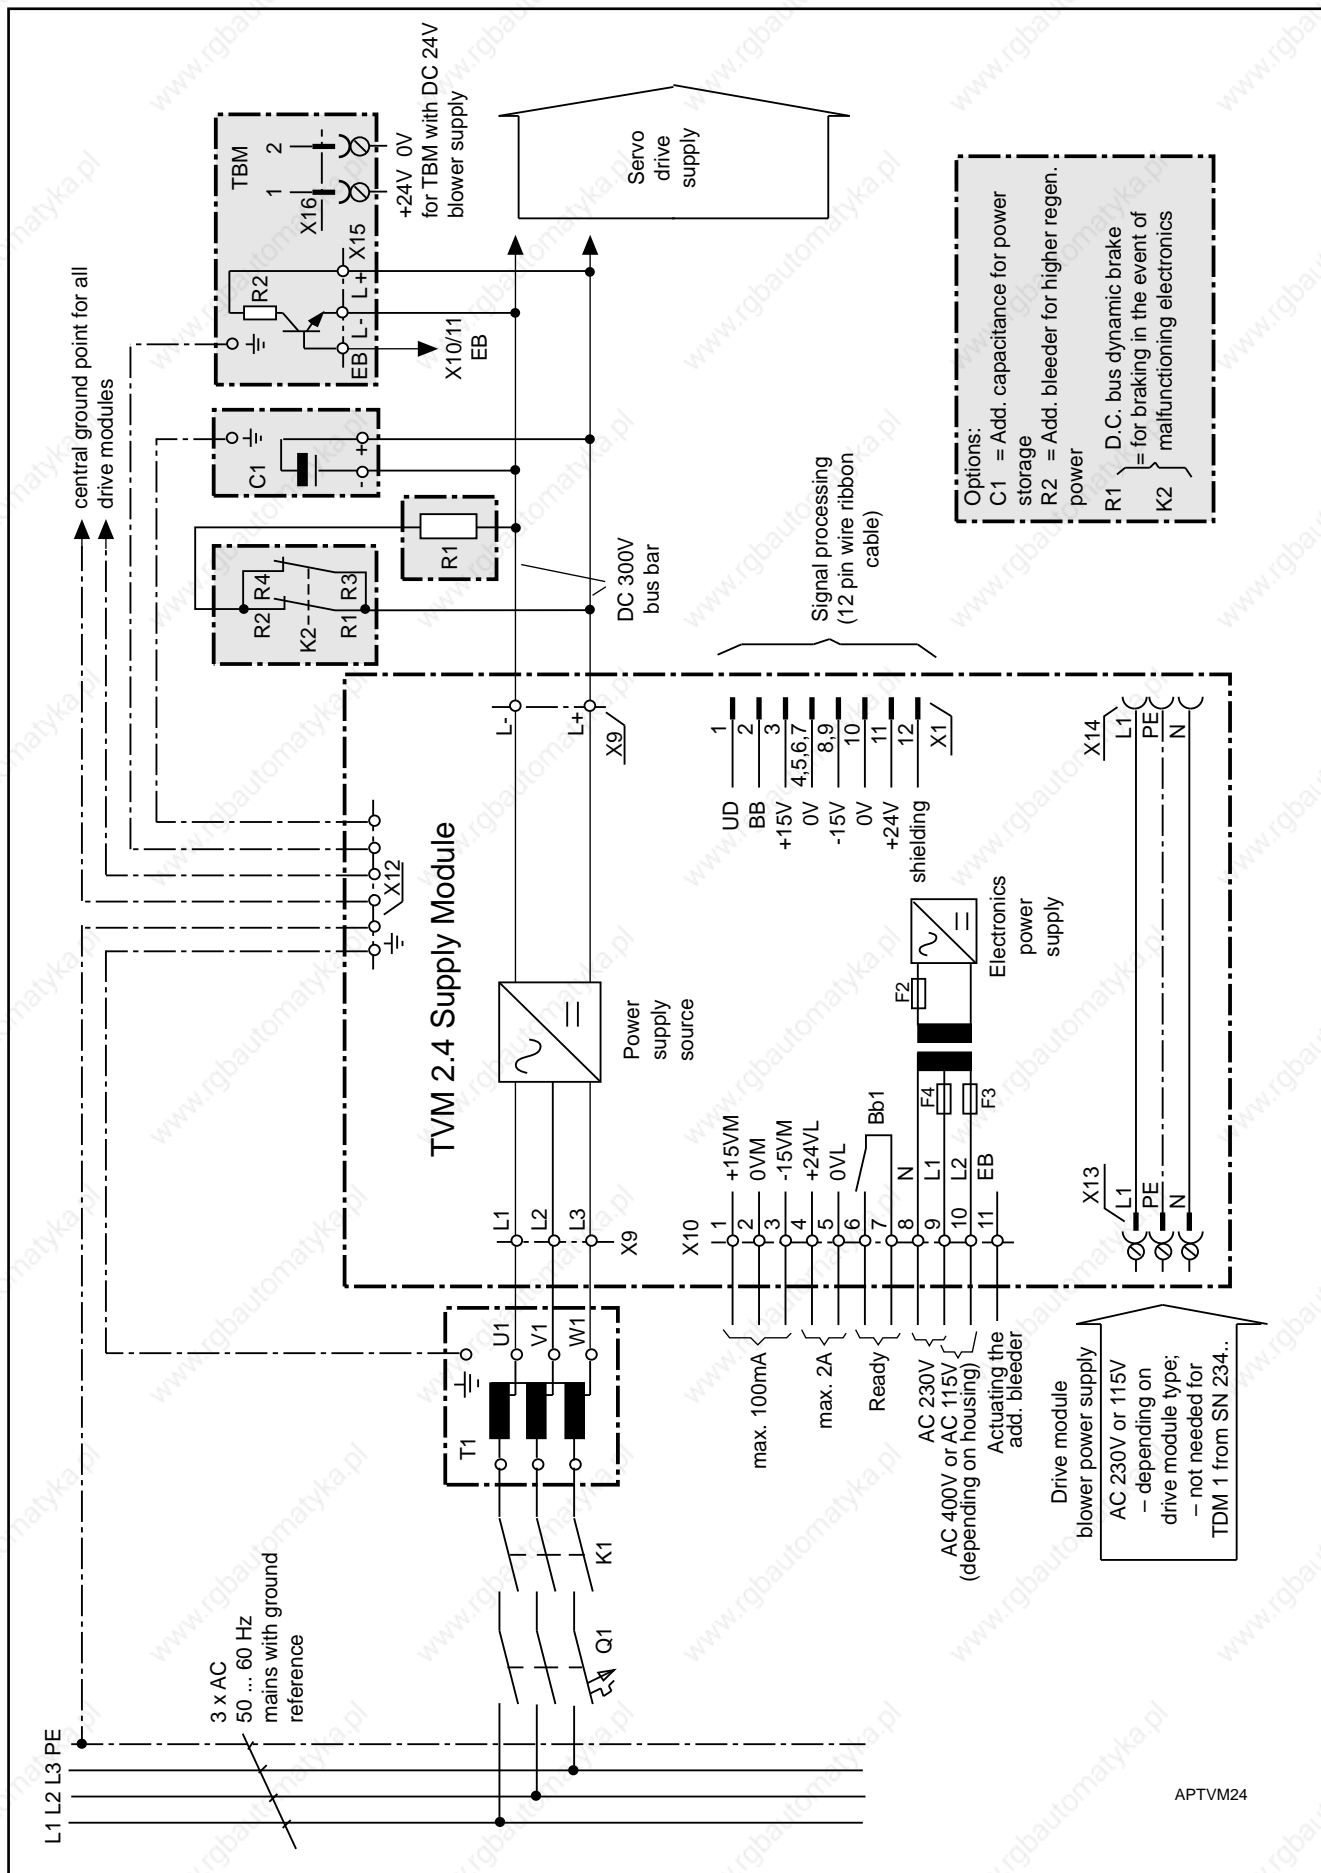 L1 L2 L3 PE
3 x AC
50 ... 60 Hz
mains with ground
reference
Q1
K1
T1
U1
V1
W1
central ground point for all
drive modules
X12
TVM 2.4 Supply Module
L1
L2
L3
X9
Power
supply
source
L-
L+
X9
DC 300V
bus bar
R2
R4
K2
R1
R3
R1
C1
-
+
TBM
R2
EB
L -
L +
X15
X10/11
EB
X16
1
2
+24V 0V
for TBM with DC 24V
blower supply
Servo
drive
supply
X10
1 +15VM
2 0VM
3 -15VM
4 +24VL
5 0VL
6
7
Bb1
8 N
9 L1
10 L2
11 EB
max. 100mA
max. 2A
Ready
AC 230V
AC 400V or AC 115V
(depending on housing)
Actuating the
add. bleeder
F4
F3
F2
Electronics
power
supply
UD 1
BB 2
+15V 3
0V 4,5,6,7
-15V 8,9
0V 10
+24V 11
shielding 12
X1
Signal processing
(12 pin wire ribbon
cable)
X13
L1
PE
N
X14
L1
PE
N
Drive module
blower power supply
AC 230V or 115V
– depending on
drive module type;
– not needed for
TDM 1 from SN 234..
Options:
C1 = Add. capacitance for power
storage
R2 = Add. bleeder for higher regen.
power
R1 D.C. bus dynamic brake
= for braking in the event of
K2 malfunctioning electronics
APTVM24
www.rgbautomatyka.pl